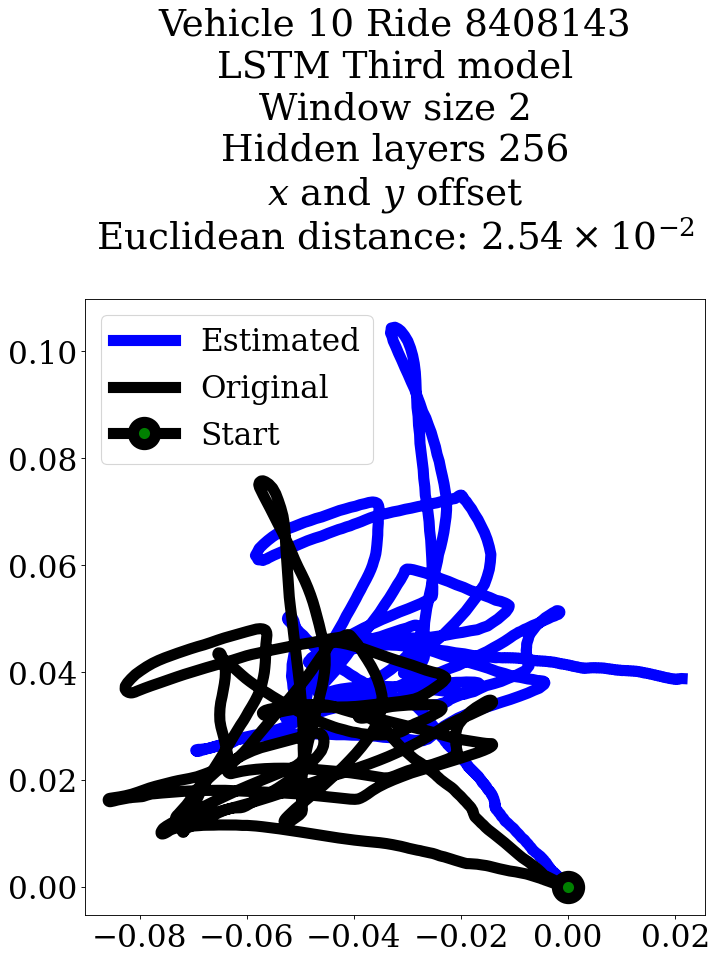 Vehicle 10 Ride 8408143
LSTM Third model
Window size 2
Hidden layers 256
x and y offset
Euclidean distance: 2.54 × 10⁻²
Estimated
Original
Start
0.10
0.08
0.06
0.04
0.02
0.00
−0.08 −0.06 −0.04 −0.02 0.00 0.02